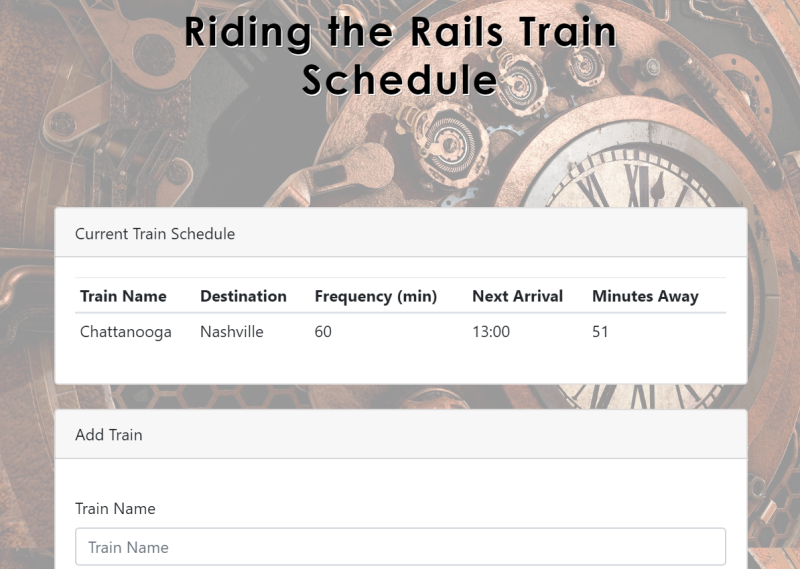 Riding the Rails Train
Schedule
Current Train Schedule
Train Name Destination Frequency (min) Next Arrival Minutes Away
Chattanooga Nashville 60 13:00 51
Add Train
Train Name
Train Name